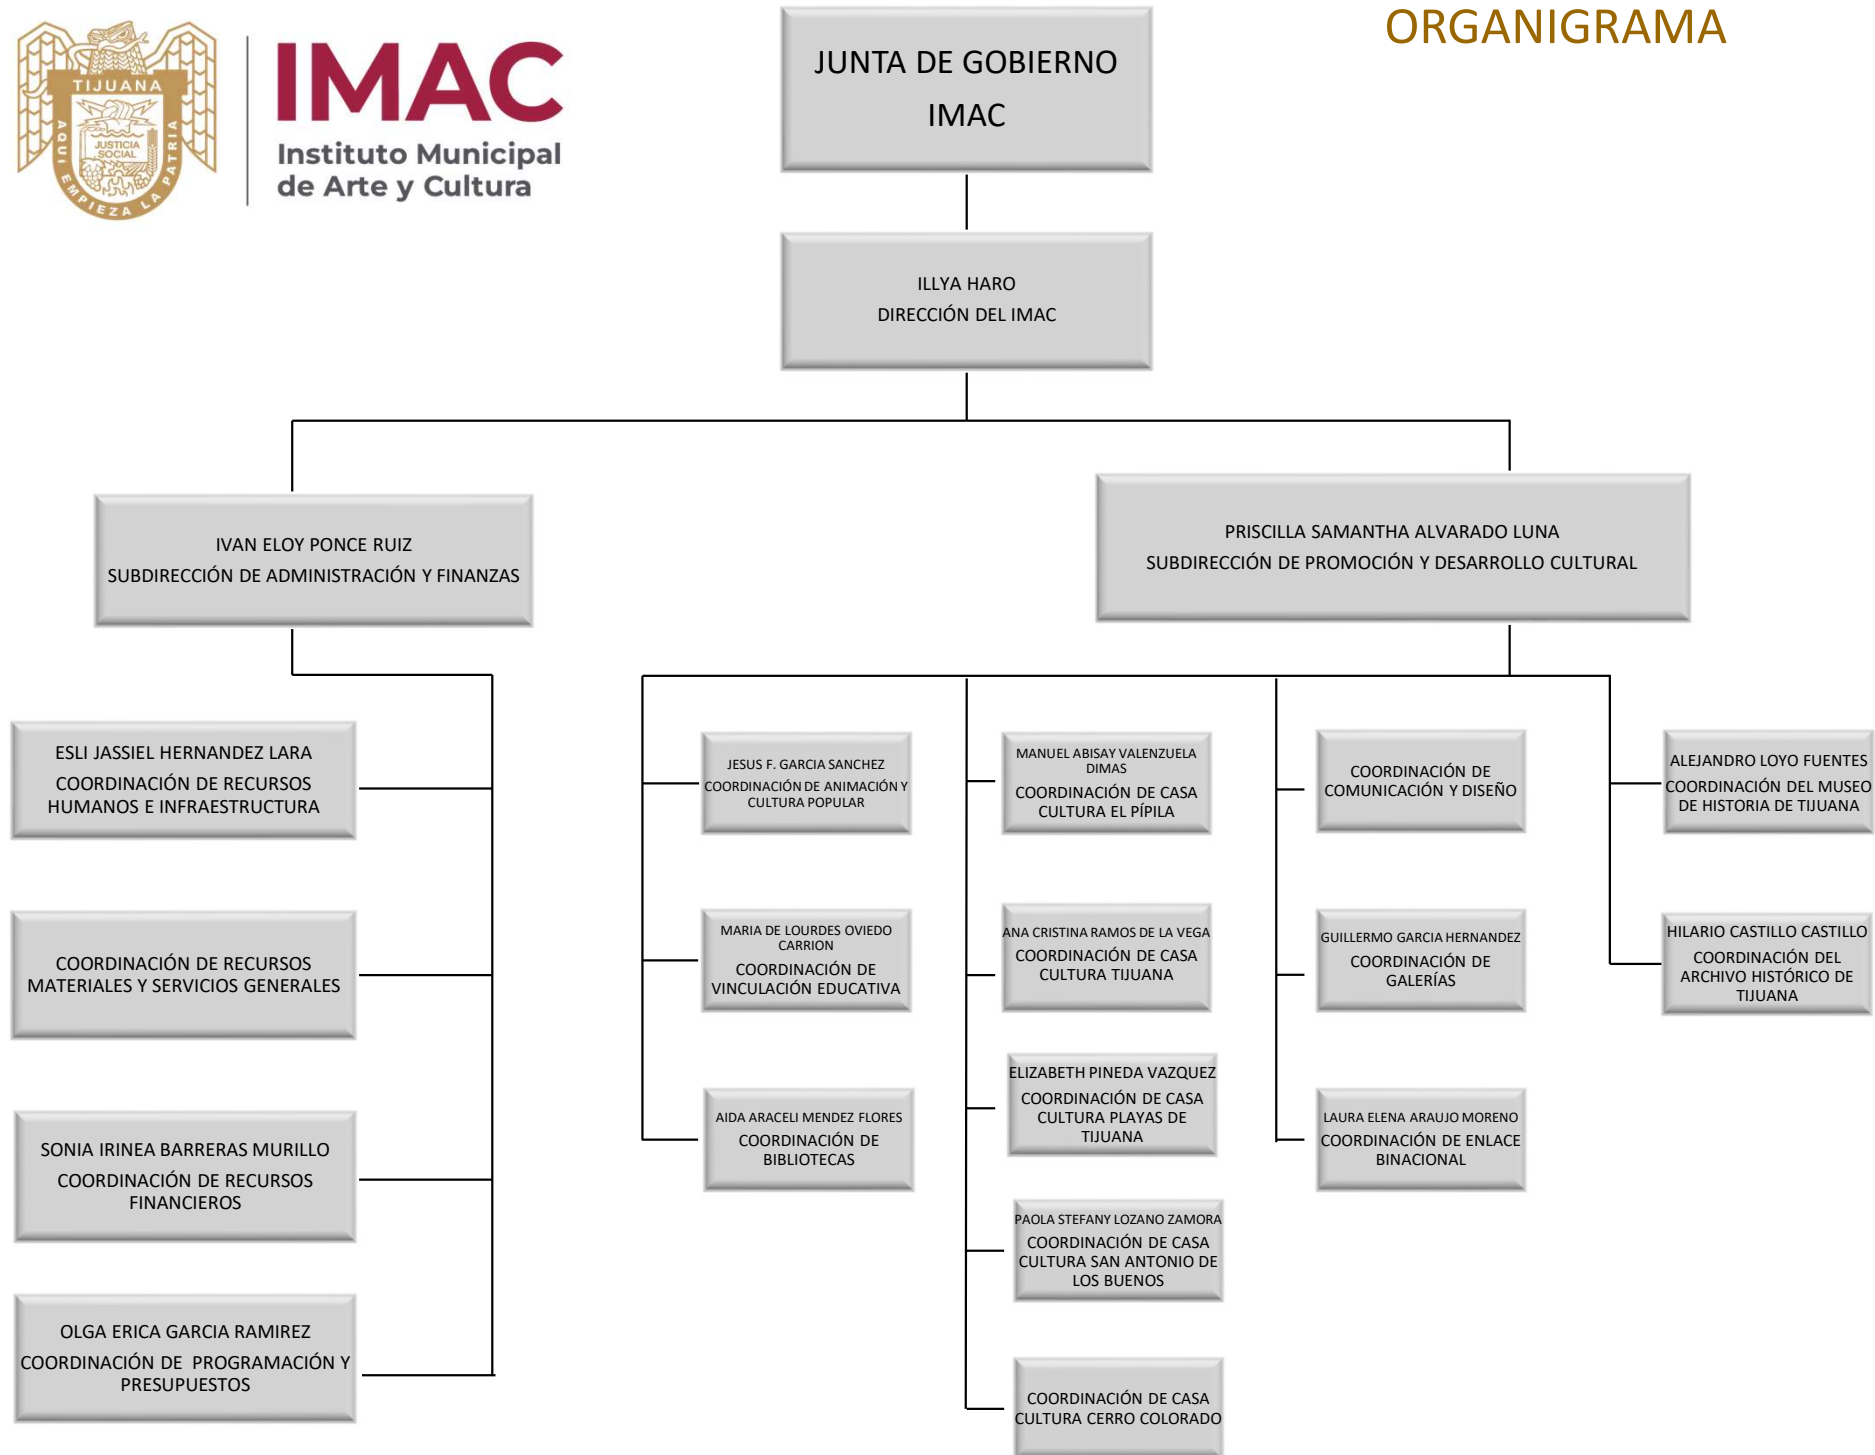 ORGANIGRAMA
TIJUANA
JUSTICIA
SOCIAL
AQUI EMPIEZA LA PATRIA
IMAC
Instituto Municipal
de Arte y Cultura
JUNTA DE GOBIERNO
IMAC
ILLYA HARO
DIRECCIÓN DEL IMAC
IVAN ELOY PONCE RUIZ
SUBDIRECCIÓN DE ADMINISTRACIÓN Y FINANZAS
PRISCILLA SAMANTHA ALVARADO LUNA
SUBDIRECCIÓN DE PROMOCIÓN Y DESARROLLO CULTURAL
ESLI JASSIEL HERNANDEZ LARA
COORDINACIÓN DE RECURSOS
HUMANOS E INFRAESTRUCTURA
COORDINACIÓN DE RECURSOS
MATERIALES Y SERVICIOS GENERALES
SONIA IRINEA BARRERAS MURILLO
COORDINACIÓN DE RECURSOS
FINANCIEROS
OLGA ERICA GARCIA RAMIREZ
COORDINACIÓN DE PROGRAMACIÓN Y
PRESUPUESTOS
JESUS F. GARCIA SANCHEZ
COORDINACIÓN DE ANIMACIÓN Y
CULTURA POPULAR
MARIA DE LOURDES OVIEDO
CARRION
COORDINACIÓN DE
VINCULACIÓN EDUCATIVA
AIDA ARACELI MENDEZ FLORES
COORDINACIÓN DE
BIBLIOTECAS
MANUEL ABISAY VALENZUELA
DIMAS
COORDINACIÓN DE CASA
CULTURA EL PÍPILA
ANA CRISTINA RAMOS DE LA VEGA
COORDINACIÓN DE CASA
CULTURA TIJUANA
ELIZABETH PINEDA VAZQUEZ
COORDINACIÓN DE CASA
CULTURA PLAYAS DE
TIJUANA
PAOLA STEFANY LOZANO ZAMORA
COORDINACIÓN DE CASA
CULTURA SAN ANTONIO DE
LOS BUENOS
COORDINACIÓN DE CASA
CULTURA CERRO COLORADO
COORDINACIÓN DE
COMUNICACIÓN Y DISEÑO
GUILLERMO GARCIA HERNANDEZ
COORDINACIÓN DE
GALERÍAS
LAURA ELENA ARAUJO MORENO
COORDINACIÓN DE ENLACE
BINACIONAL
ALEJANDRO LOYO FUENTES
COORDINACIÓN DEL MUSEO
DE HISTORIA DE TIJUANA
HILARIO CASTILLO CASTILLO
COORDINACIÓN DEL
ARCHIVO HISTÓRICO DE
TIJUANA